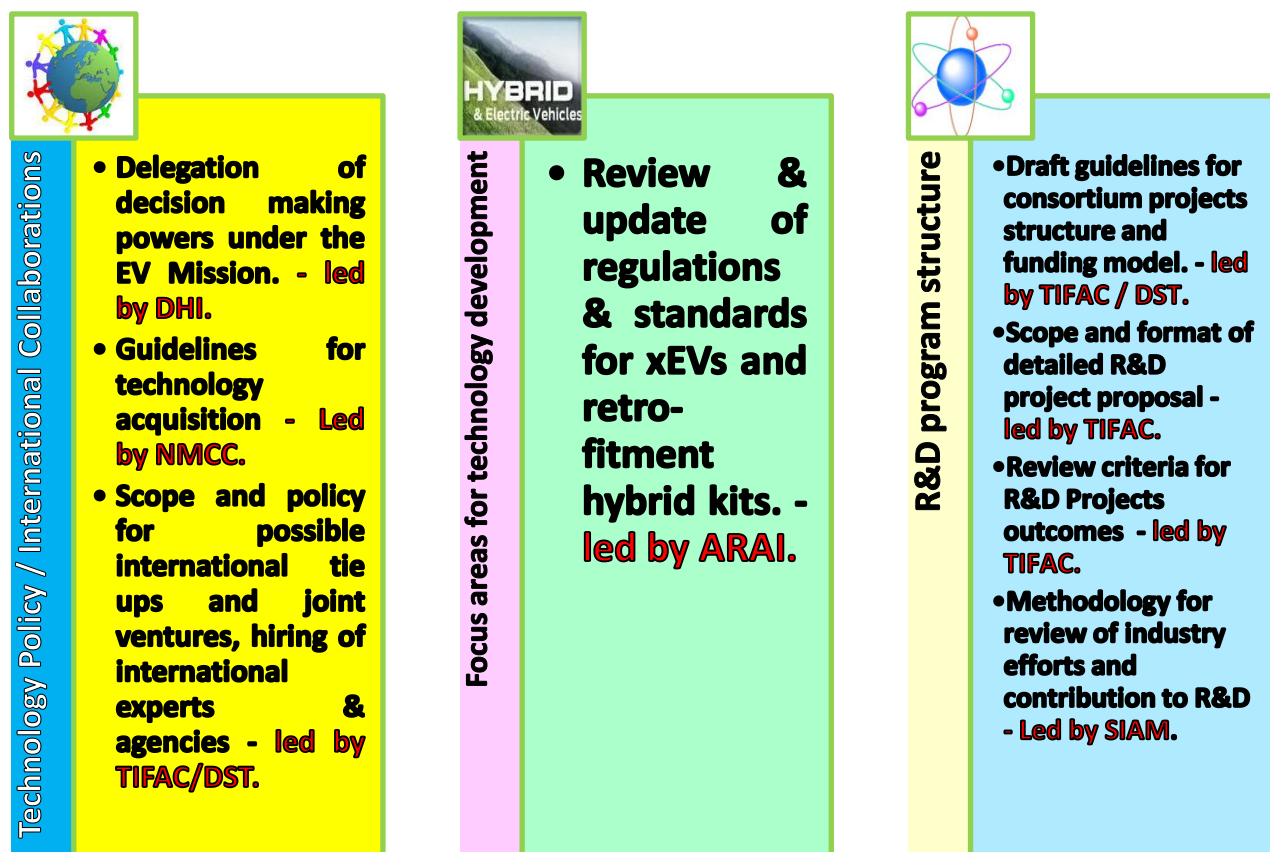 Technology Policy / International Collaborations
• Delegation of
decision making
powers under the
EV Mission. - led
by DHI.
• Guidelines for
technology
acquisition - Led
by NMCC.
• Scope and policy
for possible
international tie
ups and joint
ventures, hiring of
international
experts &
agencies - led by
TIFAC/DST.
HYBRID
& Electric Vehicles
Focus areas for technology development
• Review &
update of
regulations
& standards
for xEVs and
retro-
fitment
hybrid kits. -
led by ARAI.
R&D program structure
•Draft guidelines for
consortium projects
structure and
funding model. - led
by TIFAC / DST.
•Scope and format of
detailed R&D
project proposal -
led by TIFAC.
•Review criteria for
R&D Projects
outcomes - led by
TIFAC.
•Methodology for
review of industry
efforts and
contribution to R&D
- Led by SIAM.